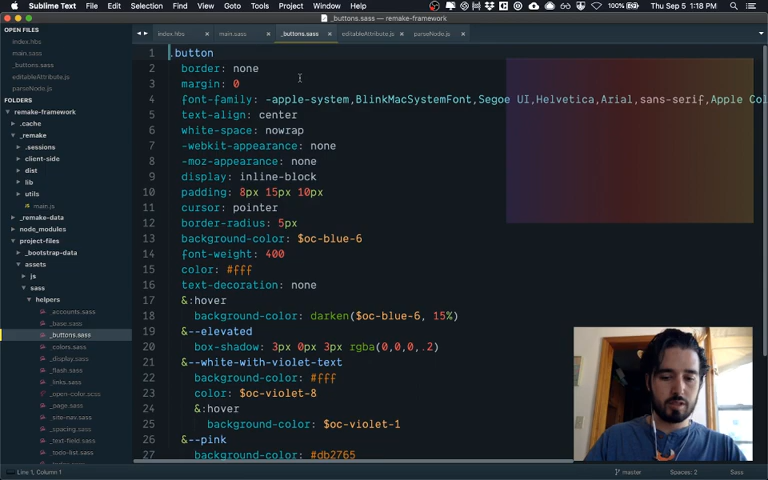 Sublime Text File Edit Selection Find View Goto Tools Project Window Help 100% Thu Sep 5 1:18 PM
_buttons.sass — remake-framework
OPEN FILES
index.hbs
main.sass
_buttons.sass
editableAttribute.js
parseNode.js
FOLDERS
remake-framework
.cache
_remake
.sessions
client-side
dist
lib
utils
main.js
_remake-data
node_modules
project-files
_bootstrap-data
assets
js
sass
helpers
_accounts.sass
_base.sass
_buttons.sass
_colors.sass
_display.sass
_flash.sass
_links.sass
_open-color.scss
_page.sass
_site-nav.sass
_spacing.sass
_text-field.sass
_todo-list.sass
index.hbs × main.sass × _buttons.sass × editableAttribute.js × parseNode.js ×
1 .button
2 border: none
3 margin: 0
4 font-family: -apple-system,BlinkMacSystemFont,Segoe UI,Helvetica,Arial,sans-serif,Apple Col
5 text-align: center
6 white-space: nowrap
7 -webkit-appearance: none
8 -moz-appearance: none
9 display: inline-block
10 padding: 8px 15px 10px
11 cursor: pointer
12 border-radius: 5px
13 background-color: $oc-blue-6
14 font-weight: 400
15 color: #fff
16 text-decoration: none
17 &:hover
18 background-color: darken($oc-blue-6, 15%)
19 &--elevated
20 box-shadow: 3px 0px 3px rgba(0,0,0,.2)
21 &--white-with-violet-text
22 background-color: #fff
23 color: $oc-violet-8
24 &:hover
25 background-color: $oc-violet-1
26 &--pink
27 background-color: #db2765
Line 1, Column 1 master Spaces: 2 Sass